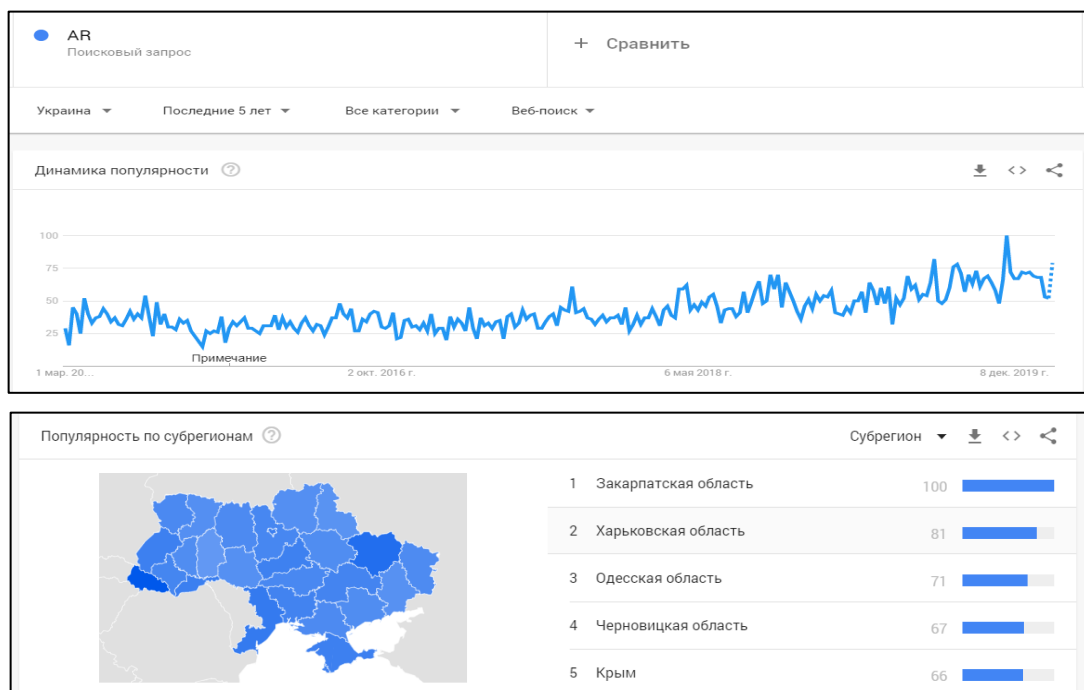 AR
Поисковый запрос
+ Сравнить
Украина Последние 5 лет Все категории Веб-поиск
Динамика популярности ?
100
75
50
25
Примечание
1 мар. 20... 2 окт. 2016 г. 6 мая 2018 г. 8 дек. 2019 г.
Популярность по субрегионам ? Субрегион
1 Закарпатская область 100
2 Харьковская область 81
3 Одесская область 71
4 Черновицкая область 67
5 Крым 66